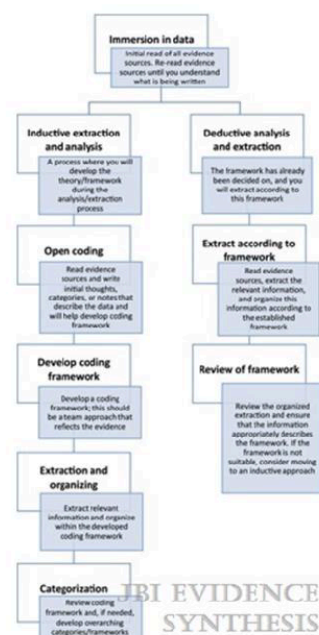 Immersion in data
Initial read of all evidence
sources. Re-read evidence
sources until you understand
what is being written
Inductive extraction
and analysis
A process where you will
develop the
theory/framework
during the
analysis/extraction
process
Open coding
Read evidence
sources and write
initial thoughts,
categories, or notes that
describe the data and
will help develop coding
framework
Develop coding
framework
Develop a coding
framework; this should
be a team approach that
reflects the evidence
Extraction and
organizing
Extract relevant
information and organize
within the developed
coding framework
Categorization
Review coding
framework and, if needed,
develop overarching
categories/frameworks
Deductive analysis
and extraction
The framework has already
been decided on, and you
will extract according to
this framework
Extract according to
framework
Read evidence
sources, extract the
relevant information,
and organize this
information according to
the established
framework
Review of framework
Review the organized
extraction and ensure
that the information
appropriately describes
the framework. If the
framework is not
suitable, consider moving
to an inductive approach
JBI EVIDENCE
SYNTHESIS